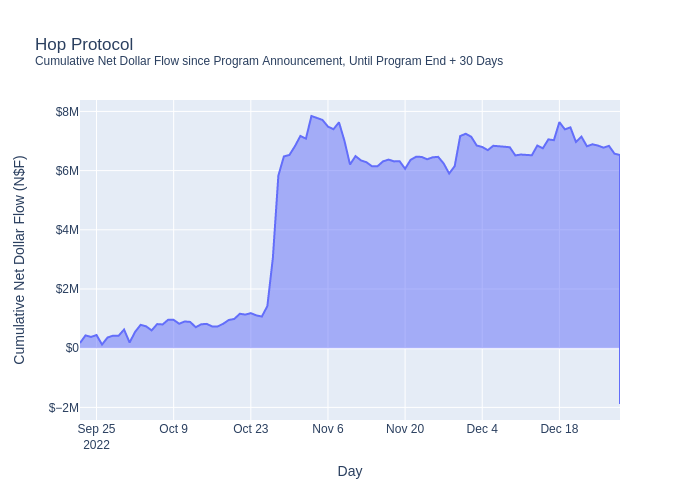 Hop Protocol
Cumulative Net Dollar Flow since Program Announcement, Until Program End + 30 Days
Cumulative Net Dollar Flow (N$F)
$8M
$6M
$4M
$2M
$0
$−2M
Sep 25
2022
Oct 9
Oct 23
Nov 6
Nov 20
Dec 4
Dec 18
Day